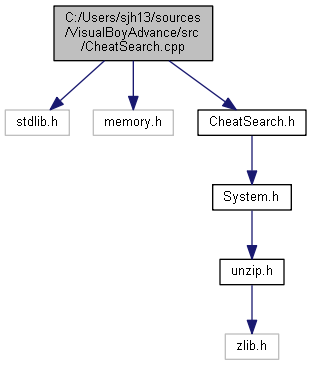 C:/Users/sjh13/sources
/VisualBoyAdvance/src
/CheatSearch.cpp
stdlib.h
memory.h
CheatSearch.h
System.h
unzip.h
zlib.h